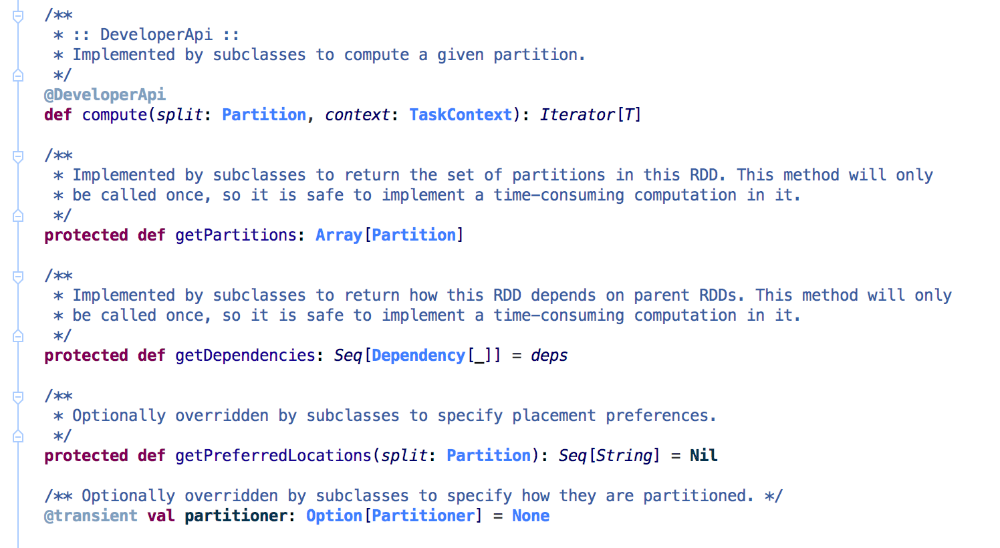 /**
 * :: DeveloperApi ::
 * Implemented by subclasses to compute a given partition.
 */
@DeveloperApi
def compute(split: Partition, context: TaskContext): Iterator[T]
/**
 * Implemented by subclasses to return the set of partitions in this RDD. This method will only
 * be called once, so it is safe to implement a time-consuming computation in it.
 */
protected def getPartitions: Array[Partition]
/**
 * Implemented by subclasses to return how this RDD depends on parent RDDs. This method will only
 * be called once, so it is safe to implement a time-consuming computation in it.
 */
protected def getDependencies: Seq[Dependency[_]] = deps
/**
 * Optionally overridden by subclasses to specify placement preferences.
 */
protected def getPreferredLocations(split: Partition): Seq[String] = Nil
/** Optionally overridden by subclasses to specify how they are partitioned. */
@transient val partitioner: Option[Partitioner] = None